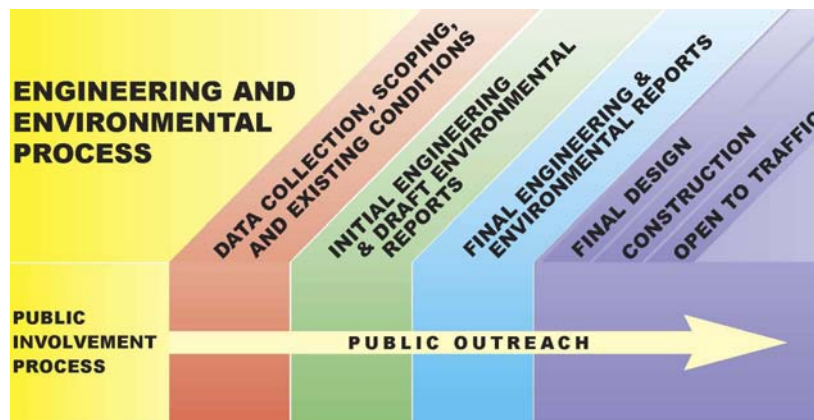 ENGINEERING AND
ENVIRONMENTAL
PROCESS
DATA COLLECTION, SCOPING,
AND EXISTING CONDITIONS
INITIAL ENGINEERING
& DRAFT ENVIRONMENTAL
REPORTS
FINAL ENGINEERING &
ENVIRONMENTAL REPORTS
FINAL DESIGN
CONSTRUCTION
OPEN TO TRAFFIC
PUBLIC
INVOLVEMENT
PROCESS
PUBLIC OUTREACH